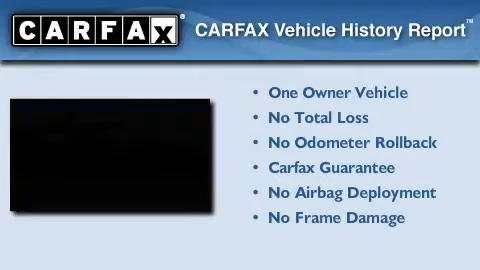 CARFAX® CARFAX Vehicle History Report™
• One Owner Vehicle
• No Total Loss
• No Odometer Rollback
• Carfax Guarantee
• No Airbag Deployment
• No Frame Damage